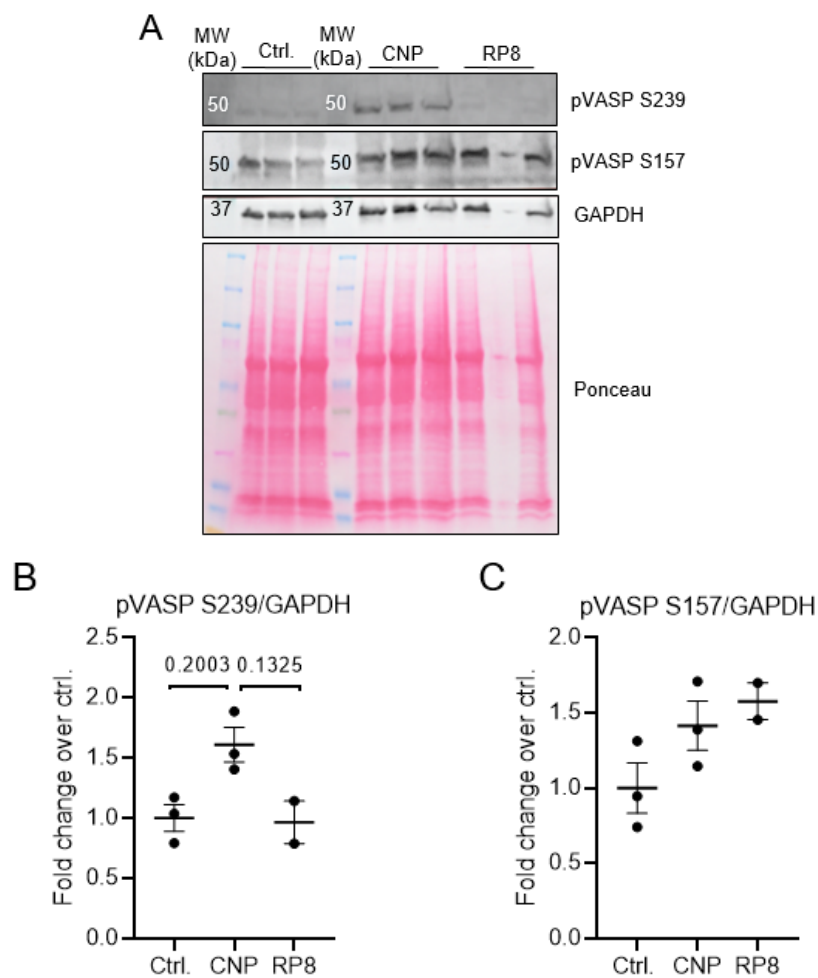 A
MW
(kDa)
Ctrl.
MW
(kDa)
CNP
RP8
50
50
pVASP S239
50
50
pVASP S157
37
37
GAPDH
Ponceau
B
pVASP S239/GAPDH
Fold change over ctrl.
2.5
2.0
1.5
1.0
0.5
0.0
0.2003
0.1325
Ctrl.
CNP
RP8
C
pVASP S157/GAPDH
Fold change over ctrl.
2.0
1.5
1.0
0.5
0.0
Ctrl.
CNP
RP8